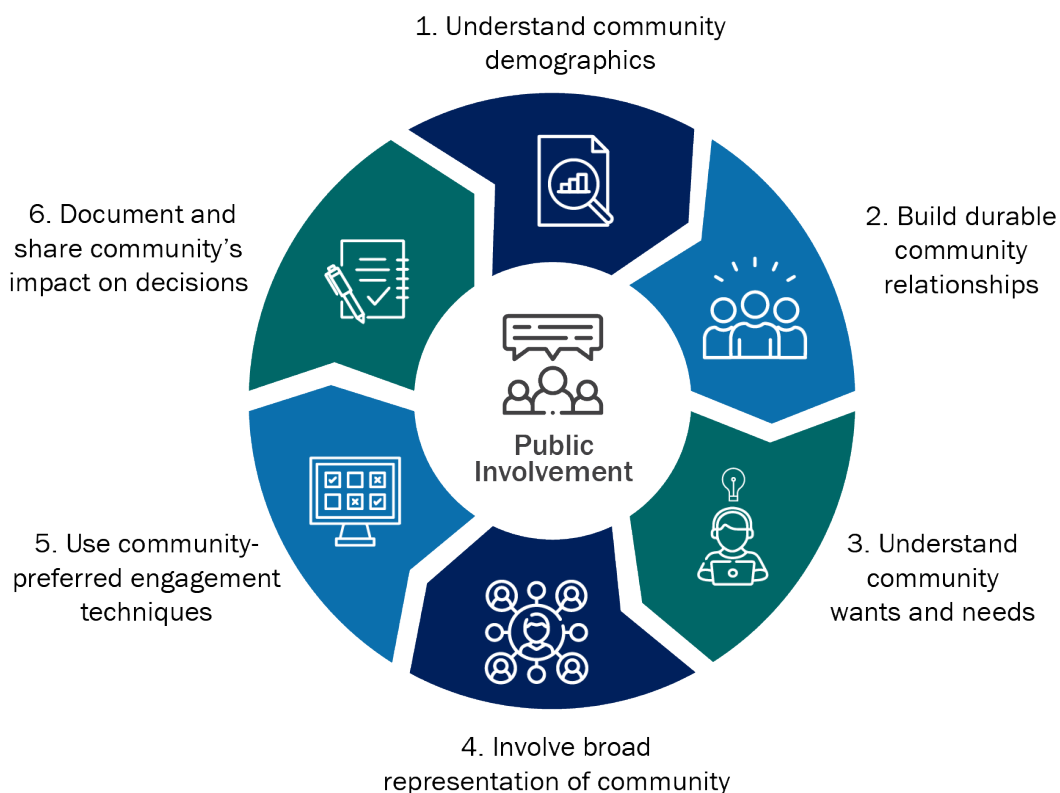 1. Understand community
demographics
2. Build durable
community
relationships
3. Understand
community
wants and needs
4. Involve broad
representation of community
5. Use community-
preferred engagement
techniques
6. Document and
share community’s
impact on decisions
Public
Involvement